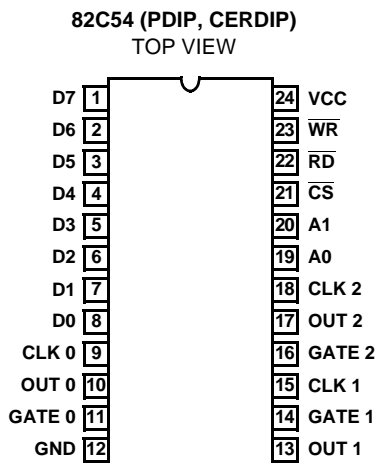 82C54 (PDIP, CERDIP)
TOP VIEW
D7 1 24 VCC
D6 2 23 W̅R̅
D5 3 22 R̅D̅
D4 4 21 C̅S̅
D3 5 20 A1
D2 6 19 A0
D1 7 18 CLK 2
D0 8 17 OUT 2
CLK 0 9 16 GATE 2
OUT 0 10 15 CLK 1
GATE 0 11 14 GATE 1
GND 12 13 OUT 1